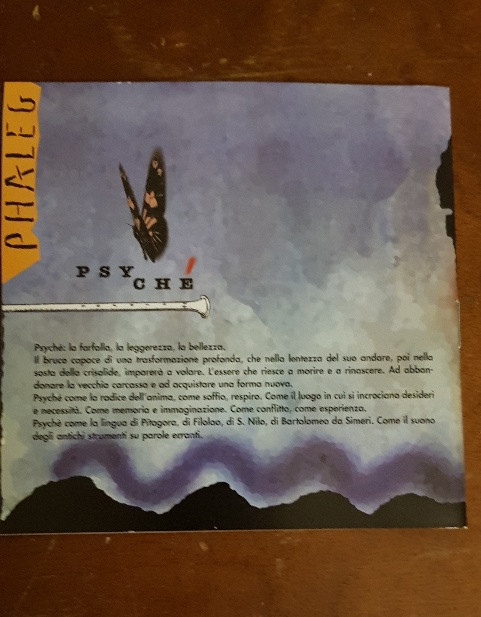 PHALEG
PSYCHÉ
Psyché: la farfalla, la leggerezza, la bellezza.
Il bruco capace di una trasformazione profonda, che nella lentezza del suo andare, poi nella
sosta della crisalide, imparerà a volare. L'essere che riesce a morire e a rinascere. Ad abban-
donare la vecchia carcassa e ad acquistare una forma nuova.
Psyché come la radice dell'anima, come soffio, respiro. Come il luogo in cui si incrociano desideri
e necessità. Come memoria e immaginazione. Come conflitto, come esperienza.
Psyché come la lingua di Pitagora, di Filolao, di S. Nilo, di Bartolomeo da Simeri. Come il suono
degli antichi strumenti su parole erranti.